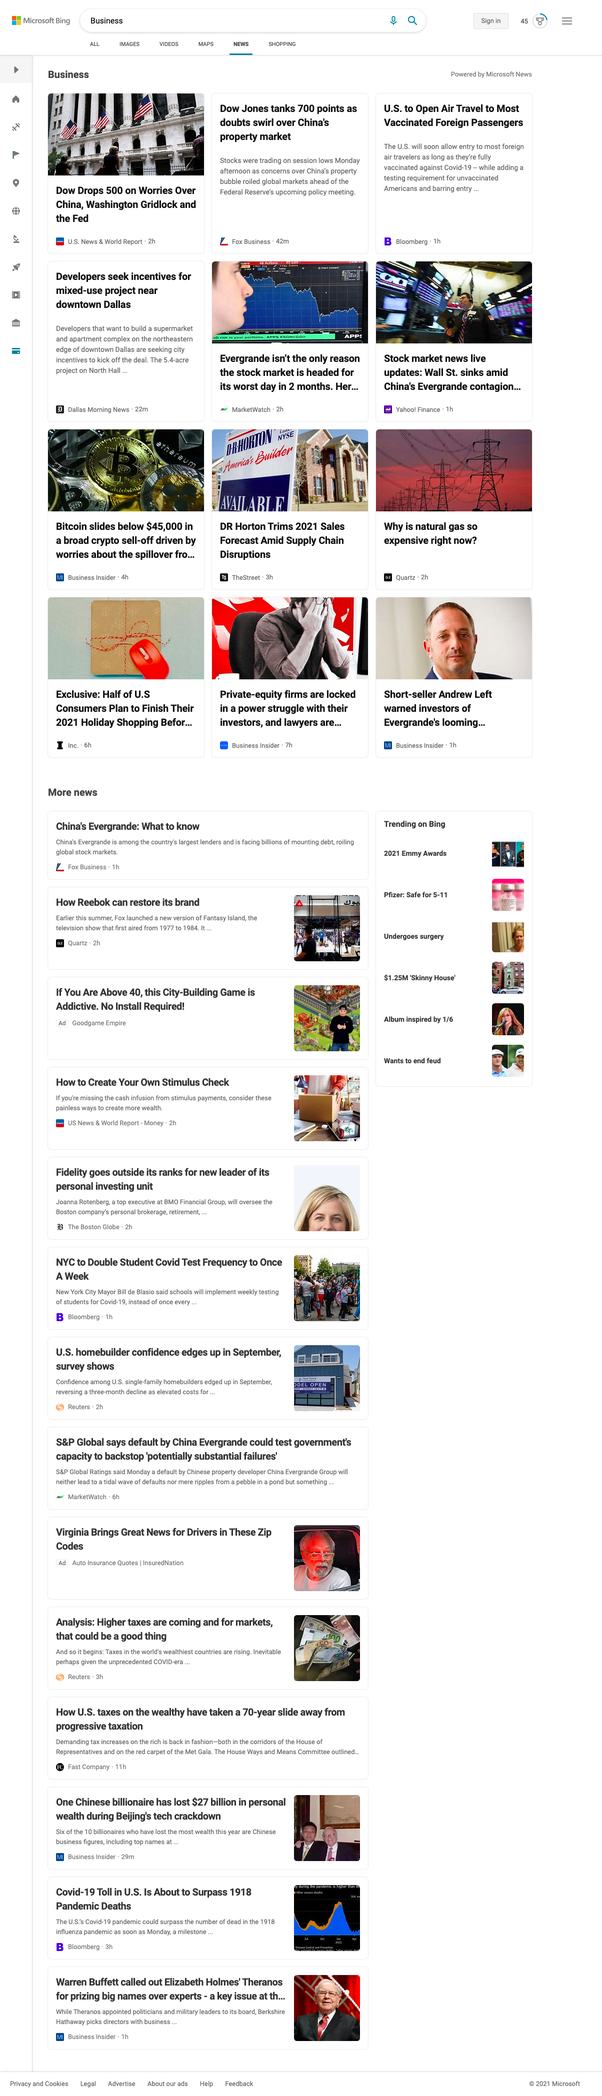 Microsoft Bing
Business
Sign in
45
ALL IMAGES VIDEOS MAPS NEWS SHOPPING
Business
Powered by Microsoft News
Dow Drops 500 on Worries Over
China, Washington Gridlock and
the Fed
U.S. News & World Report · 2h
Dow Jones tanks 700 points as
doubts swirl over China's
property market
Stocks were trading on session lows Monday
afternoon as concerns over China's property
bubble roiled global markets ahead of the
Federal Reserve's upcoming policy meeting.
Fox Business · 42m
U.S. to Open Air Travel to Most
Vaccinated Foreign Passengers
The U.S. will soon allow entry to most foreign
air travelers as long as they're fully
vaccinated against Covid-19 – while adding a
testing requirement for unvaccinated
Americans and barring entry ...
Bloomberg · 1h
Developers seek incentives for
mixed-use project near
downtown Dallas
Developers that want to build a supermarket
and apartment complex on the northeastern
edge of downtown Dallas are seeking city
incentives to kick off the deal. The 5.4-acre
project on North Hall ...
Dallas Morning News · 22m
APP!
Evergrande isn't the only reason
the stock market is headed for
its worst day in 2 months. Her...
MarketWatch · 2h
Stock market news live
updates: Wall St. sinks amid
China's Evergrande contagion...
Yahoo! Finance · 1h
Bitcoin slides below $45,000 in
a broad crypto sell-off driven by
worries about the spillover fro...
Business Insider · 4h
D·R·HORTON
NYSE
America's Builder
AVAILABLE
DR Horton Trims 2021 Sales
Forecast Amid Supply Chain
Disruptions
TheStreet · 3h
Why is natural gas so
expensive right now?
Quartz · 2h
Exclusive: Half of U.S
Consumers Plan to Finish Their
2021 Holiday Shopping Befor...
Inc. · 6h
Private-equity firms are locked
in a power struggle with their
investors, and lawyers are...
Business Insider · 7h
Short-seller Andrew Left
warned investors of
Evergrande's looming...
Business Insider · 1h
More news
China's Evergrande: What to know
China's Evergrande is among the country's largest lenders and is facing billions of mounting debt, roiling
global stock markets.
Fox Business · 1h
How Reebok can restore its brand
Earlier this summer, Fox launched a new version of Fantasy Island, the
television show that first aired from 1977 to 1984. It ...
Quartz · 2h
If You Are Above 40, this City-Building Game is
Addictive. No Install Required!
Ad Goodgame Empire
How to Create Your Own Stimulus Check
If you're missing the cash infusion from stimulus payments, consider these
painless ways to create more wealth.
US News & World Report - Money · 2h
Fidelity goes outside its ranks for new leader of its
personal investing unit
Joanna Rotenberg, a top executive at BMO Financial Group, will oversee the
Boston company's personal brokerage, retirement, ...
The Boston Globe · 2h
NYC to Double Student Covid Test Frequency to Once
A Week
New York City Mayor Bill de Blasio said schools will implement weekly testing
of students for Covid-19, instead of once every ...
Bloomberg · 1h
U.S. homebuilder confidence edges up in September,
survey shows
Confidence among U.S. single-family homebuilders edged up in September,
reversing a three-month decline as elevated costs for ...
Reuters · 2h
S&P Global says default by China Evergrande could test government's
capacity to backstop 'potentially substantial failures'
S&P Global Ratings said Monday a default by Chinese property developer China Evergrande Group will
neither lead to a tidal wave of defaults nor mere ripples from a pebble in a pond but something ...
MarketWatch · 6h
Virginia Brings Great News for Drivers in These Zip
Codes
Ad Auto Insurance Quotes | InsuredNation
Analysis: Higher taxes are coming and for markets,
that could be a good thing
And so it begins: Taxes in the world's wealthiest countries are rising. Inevitable
perhaps given the unprecedented COVID-era ...
Reuters · 3h
How U.S. taxes on the wealthy have taken a 70-year slide away from
progressive taxation
Demanding tax increases on the rich is back in fashion—both in the corridors of the House of
Representatives and on the red carpet of the Met Gala. The House Ways and Means Committee outlined...
Fast Company · 11h
One Chinese billionaire has lost $27 billion in personal
wealth during Beijing's tech crackdown
Six of the 10 billionaires who have lost the most wealth this year are Chinese
business figures, including top names at ...
Business Insider · 29m
Covid-19 Toll in U.S. Is About to Surpass 1918
Pandemic Deaths
The U.S.'s Covid-19 pandemic could surpass the number of dead in the 1918
influenza pandemic as soon as Monday, a milestone ...
Bloomberg · 3h
Warren Buffett called out Elizabeth Holmes' Theranos
for prizing big names over experts - a key issue at th...
While Theranos appointed politicians and military leaders to its board, Berkshire
Hathaway picks directors with business ...
Business Insider · 1h
Trending on Bing
2021 Emmy Awards
Pfizer: Safe for 5-11
Undergoes surgery
$1.25M 'Skinny House'
Album inspired by 1/6
Wants to end feud
Privacy and Cookies Legal Advertise About our ads Help Feedback
© 2021 Microsoft